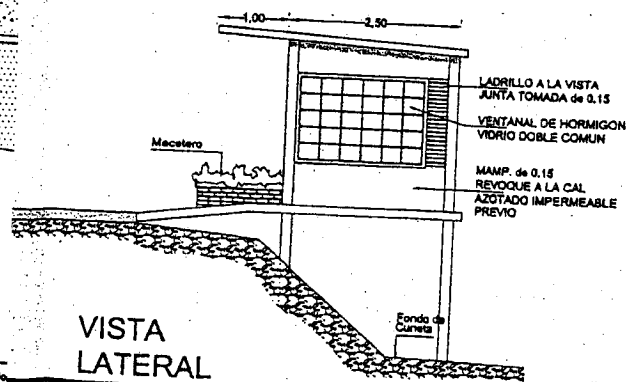 1,00
2,50
LADRILLO A LA VISTA
JUNTA TOMADA de 0.15
VENTANAL DE HORMIGON
VIDRIO DOBLE COMUN
Macetero
MAMP. de 0.15
REVOQUE A LA CAL
AZOTADO IMPERMEABLE
PREVIO
Fondo de
Cuneta
VISTA
LATERAL